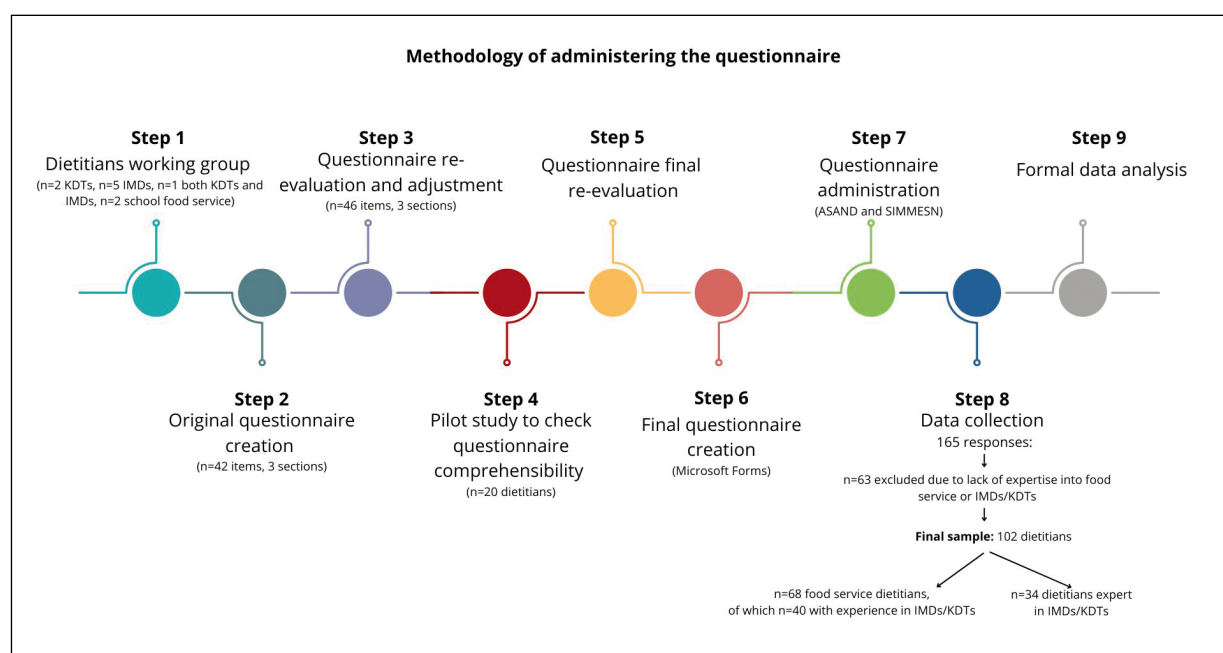 Methodology of administering the questionnaire
Step 1
Dietitians working group
(n=2 KDTs, n=5 IMDs, n=1 both KDTs and
IMDs, n=2 school food service)
Step 3
Questionnaire re-
evaluation and adjustment
(n=46 items, 3 sections)
Step 5
Questionnaire final
re-evaluation
Step 7
Questionnaire
administration
(ASAND and SIMMESN)
Step 9
Formal data analysis
Step 2
Original questionnaire
creation
(n=42 items, 3 sections)
Step 4
Pilot study to check
questionnaire
comprehensibility
(n=20 dietitians)
Step 6
Final questionnaire
creation
(Microsoft Forms)
Step 8
Data collection
165 responses:
n=63 excluded due to lack of expertise into food
service or IMDs/KDTs
Final sample: 102 dietitians
n=68 food service dietitians,
of which n=40 with experience in IMDs/KDTs
n=34 dietitians expert
in IMDs/KDTs